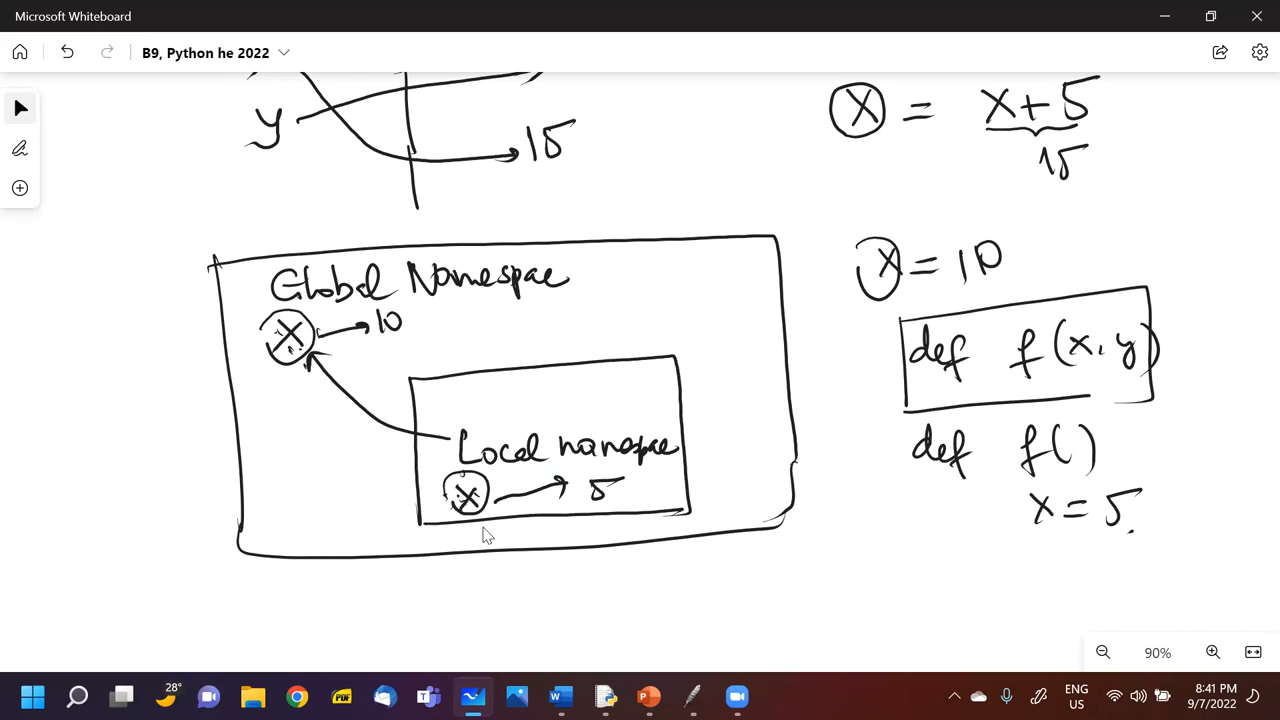 Microsoft Whiteboard
B9, Python he 2022
y
15
x = x+5
15
Global Namespae
x → 10
Local namespae
x → 5
x = 10
def f(x, y)
def f()
x = 5
90%
28°
PDF
ENG
US
8:41 PM
9/7/2022